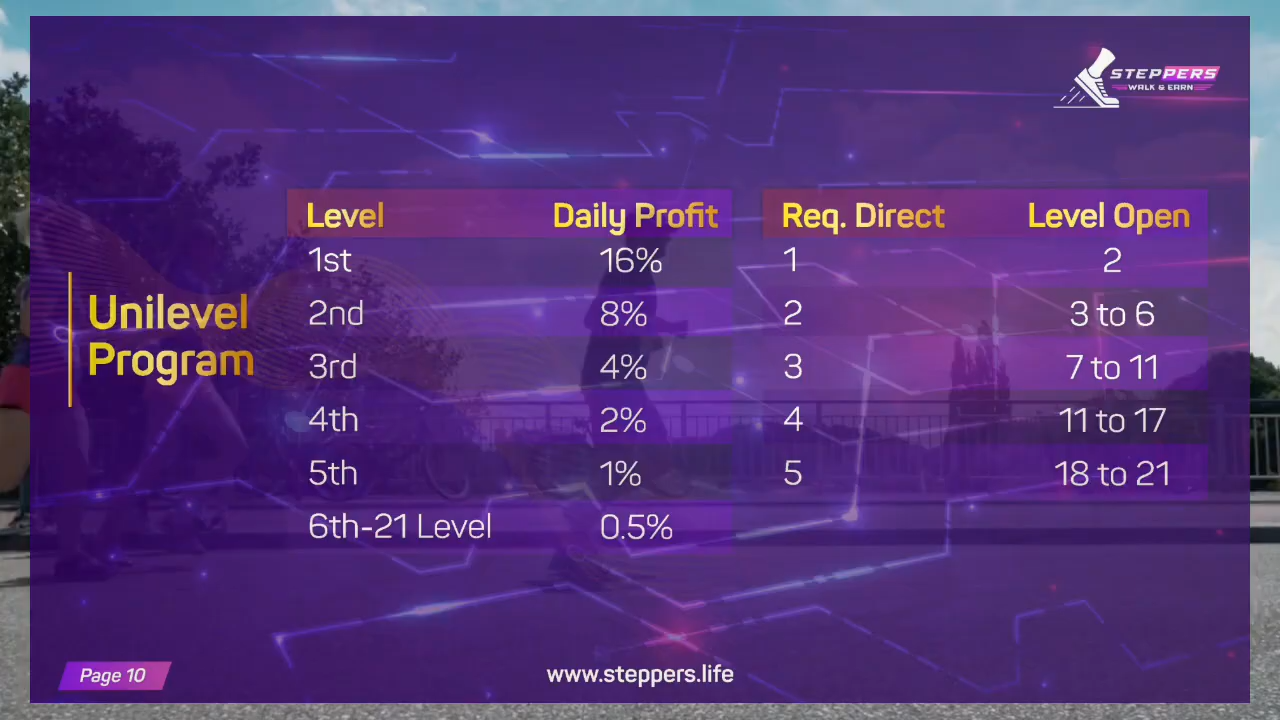 STEPPERS
WALK & EARN
Unilevel
Program
Level Daily Profit
1st 16%
2nd 8%
3rd 4%
4th 2%
5th 1%
6th-21 Level 0.5%
Req. Direct Level Open
1 2
2 3 to 6
3 7 to 11
4 11 to 17
5 18 to 21
Page 10
www.steppers.life